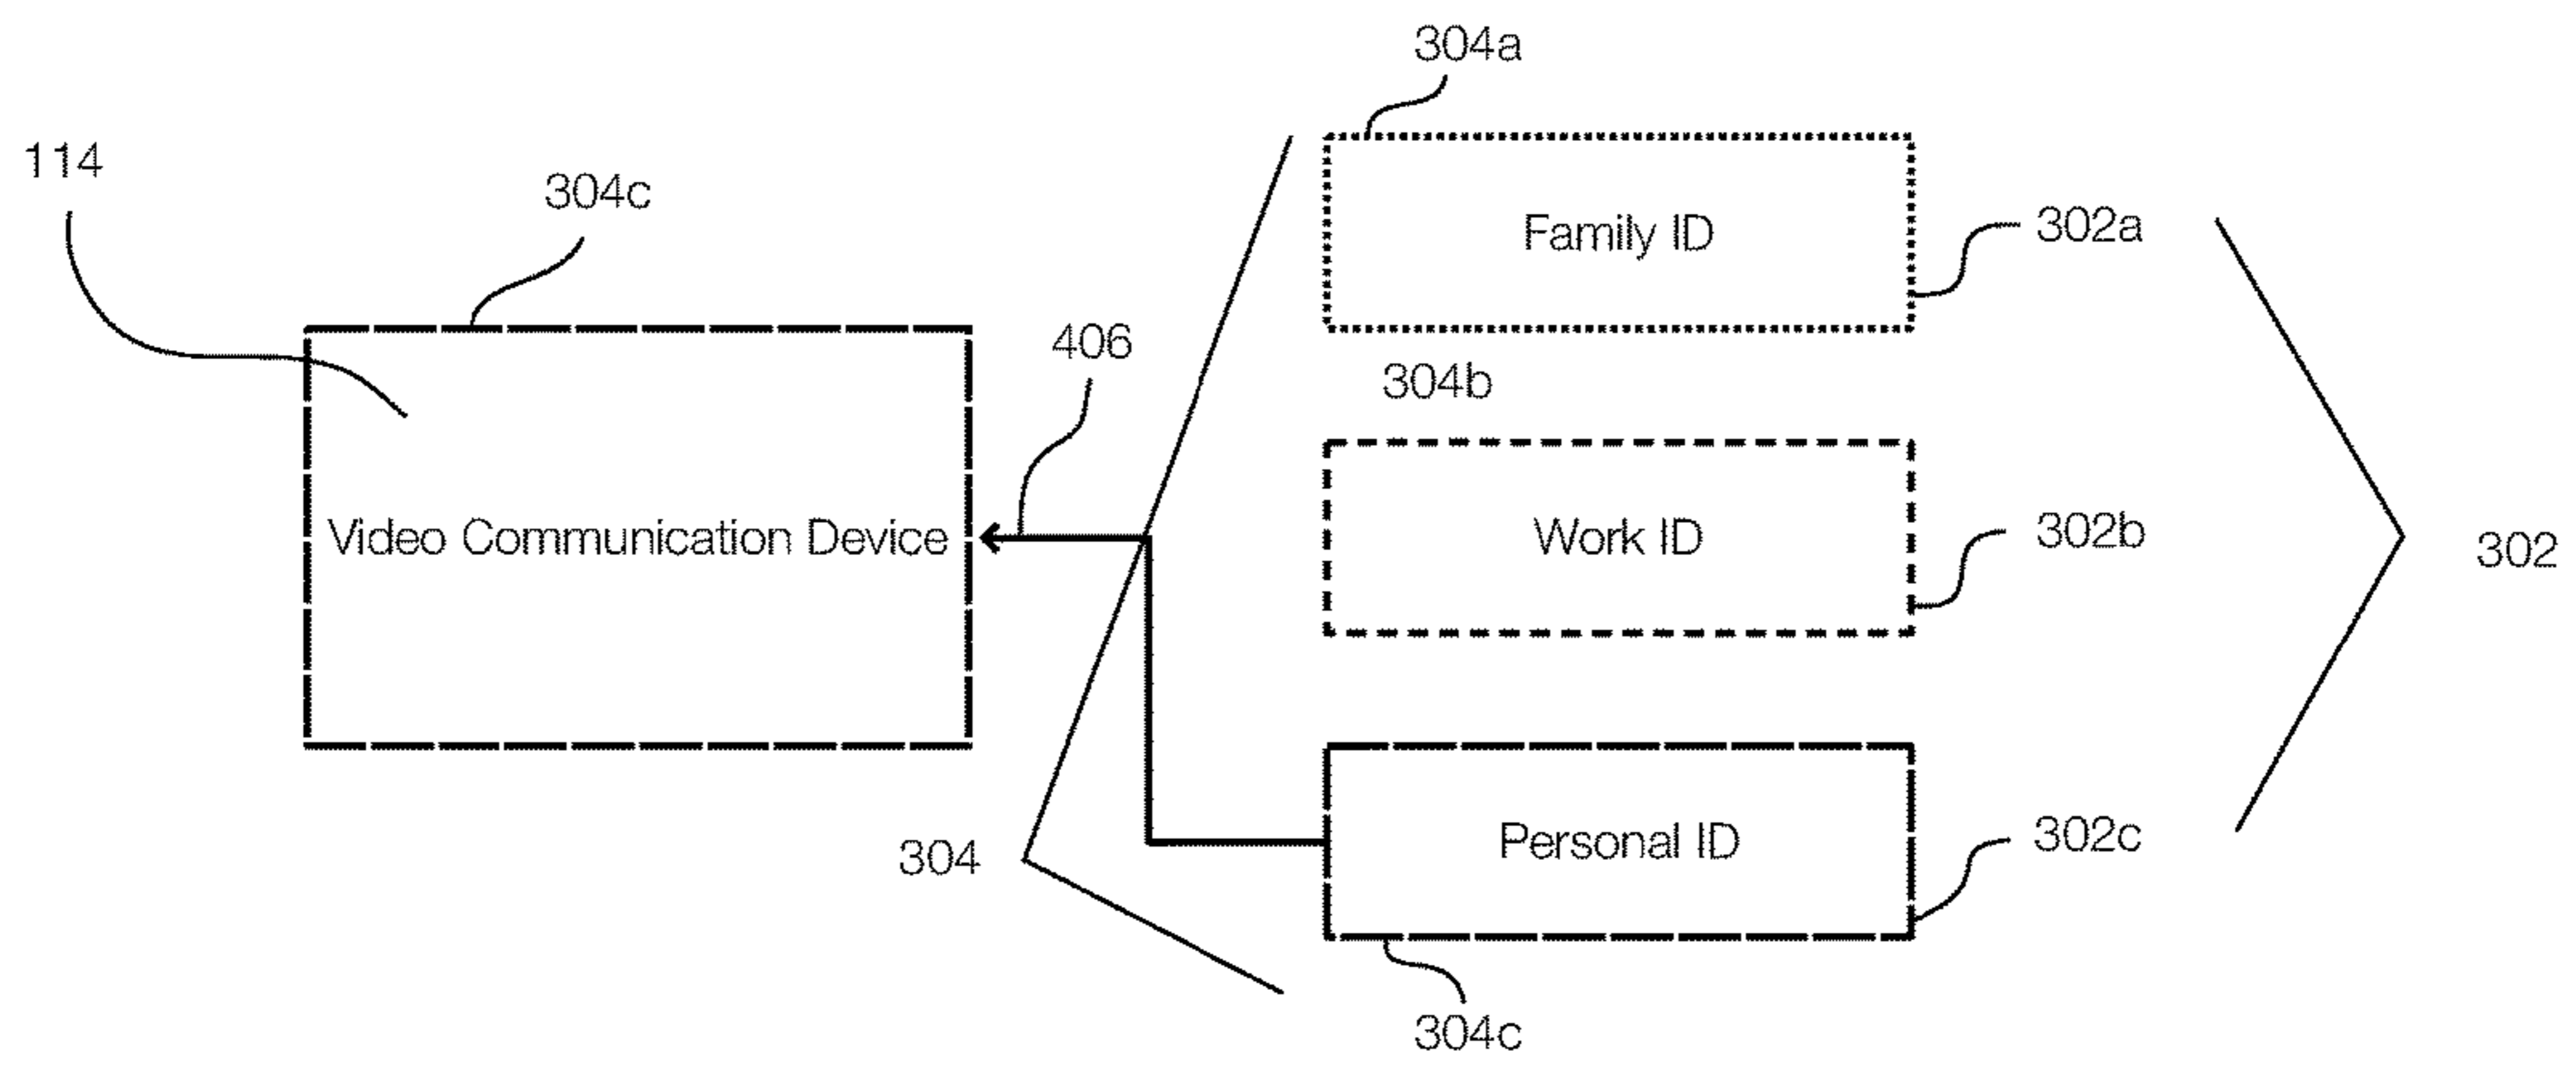 304a
114
304c
302a
Family ID
406
304b
Video Communication Device
Work ID
302b
302
304
Personal ID
302c
304c